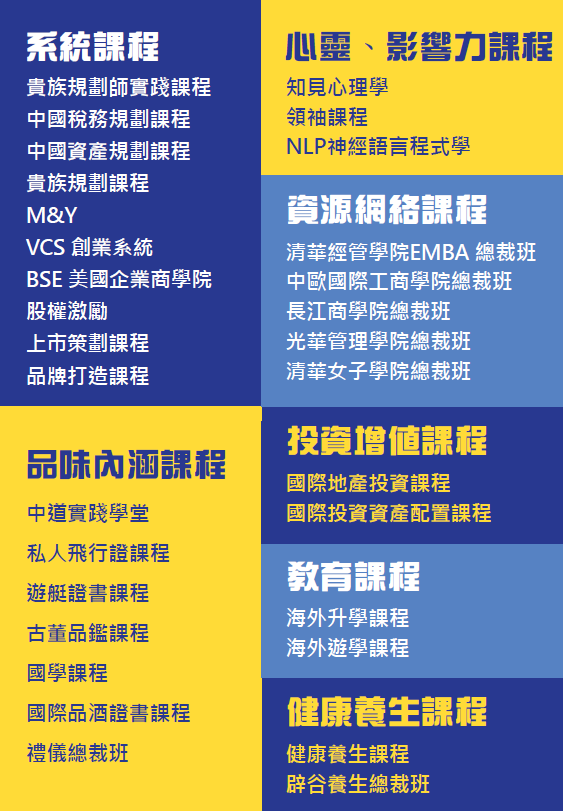 系統課程
貴族規劃師實踐課程
中國稅務規劃課程
中國資產規劃課程
貴族規劃課程
M&Y
VCS 創業系統
BSE 美國企業商學院
股權激勵
上市策劃課程
品牌打造課程
品味內涵課程
中道實踐學堂
私人飛行證課程
遊艇證書課程
古董品鑑課程
國學課程
國際品酒證書課程
禮儀總裁班
心靈、影響力課程
知見心理學
領袖課程
NLP神經語言程式學
資源網絡課程
清華經管學院EMBA 總裁班
中歐國際工商學院總裁班
長江商學院總裁班
光華管理學院總裁班
清華女子學院總裁班
投資增值課程
國際地產投資課程
國際投資資產配置課程
教育課程
海外升學課程
海外遊學課程
健康養生課程
健康養生課程
辟谷養生總裁班